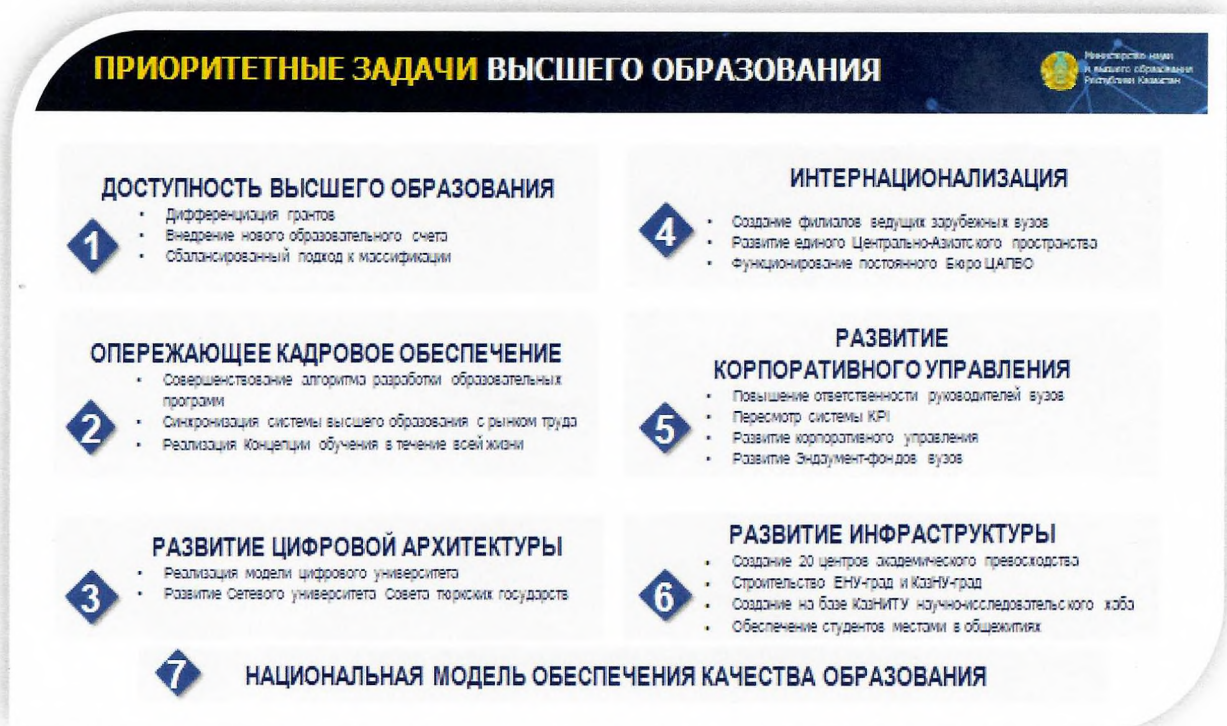 ПРИОРИТЕТНЫЕ ЗАДАЧИ ВЫСШЕГО ОБРАЗОВАНИЯ
Министерство науки
и высшего образования
Республики Казахстан
ДОСТУПНОСТЬ ВЫСШЕГО ОБРАЗОВАНИЯ
1
• Дифференциация грантов
• Внедрение нового образовательного счета
• Сбалансированный подход к массификации
ОПЕРЕЖАЮЩЕЕ КАДРОВОЕ ОБЕСПЕЧЕНИЕ
2
• Совершенствование алгоритма разработки образовательных
программ
• Синхронизация системы высшего образования с рынком труда
• Реализация Концепции обучения в течение всей жизни
РАЗВИТИЕ ЦИФРОВОЙ АРХИТЕКТУРЫ
3
• Реализация модели цифрового университета
• Развитие Сетевого университета Совета тюркских государств
ИНТЕРНАЦИОНАЛИЗАЦИЯ
4
• Создание филиалов ведущих зарубежных вузов
• Развитие единого Центрально-Азиатского пространства
• Функционирование постоянного Бюро ЦАПВО
РАЗВИТИЕ
КОРПОРАТИВНОГО УПРАВЛЕНИЯ
5
• Повышение ответственности руководителей вузов
• Пересмотр системы KPI
• Развитие корпоративного управления
• Развитие Эндаумент-фондов вузов
РАЗВИТИЕ ИНФРАСТРУКТУРЫ
6
• Создание 20 центров академического превосходства
• Строительство ЕНУ-град и КазНУ-град
• Создание на базе КазНИТУ научно-исследовательского хаба
• Обеспечение студентов местами в общежитиях
7
НАЦИОНАЛЬНАЯ МОДЕЛЬ ОБЕСПЕЧЕНИЯ КАЧЕСТВА ОБРАЗОВАНИЯ